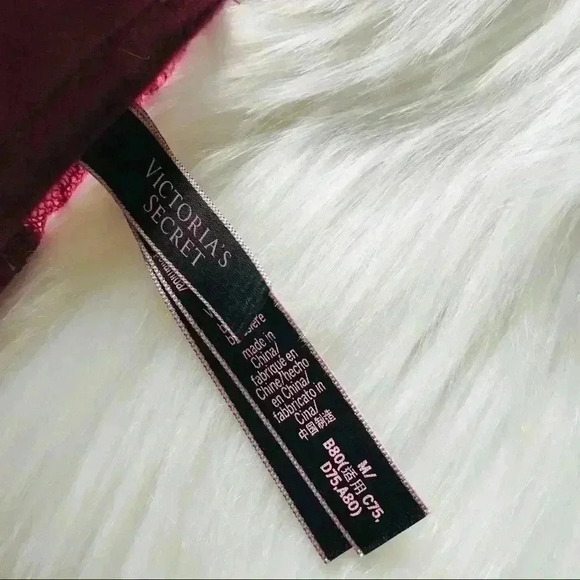 VICTORIA'S
SECRET
made in
China/
fabriqué en
Chine/hecho
en China/
fabbricato in
Cina/
中国制造
M/
B80(适用 C75,
D75,A80)